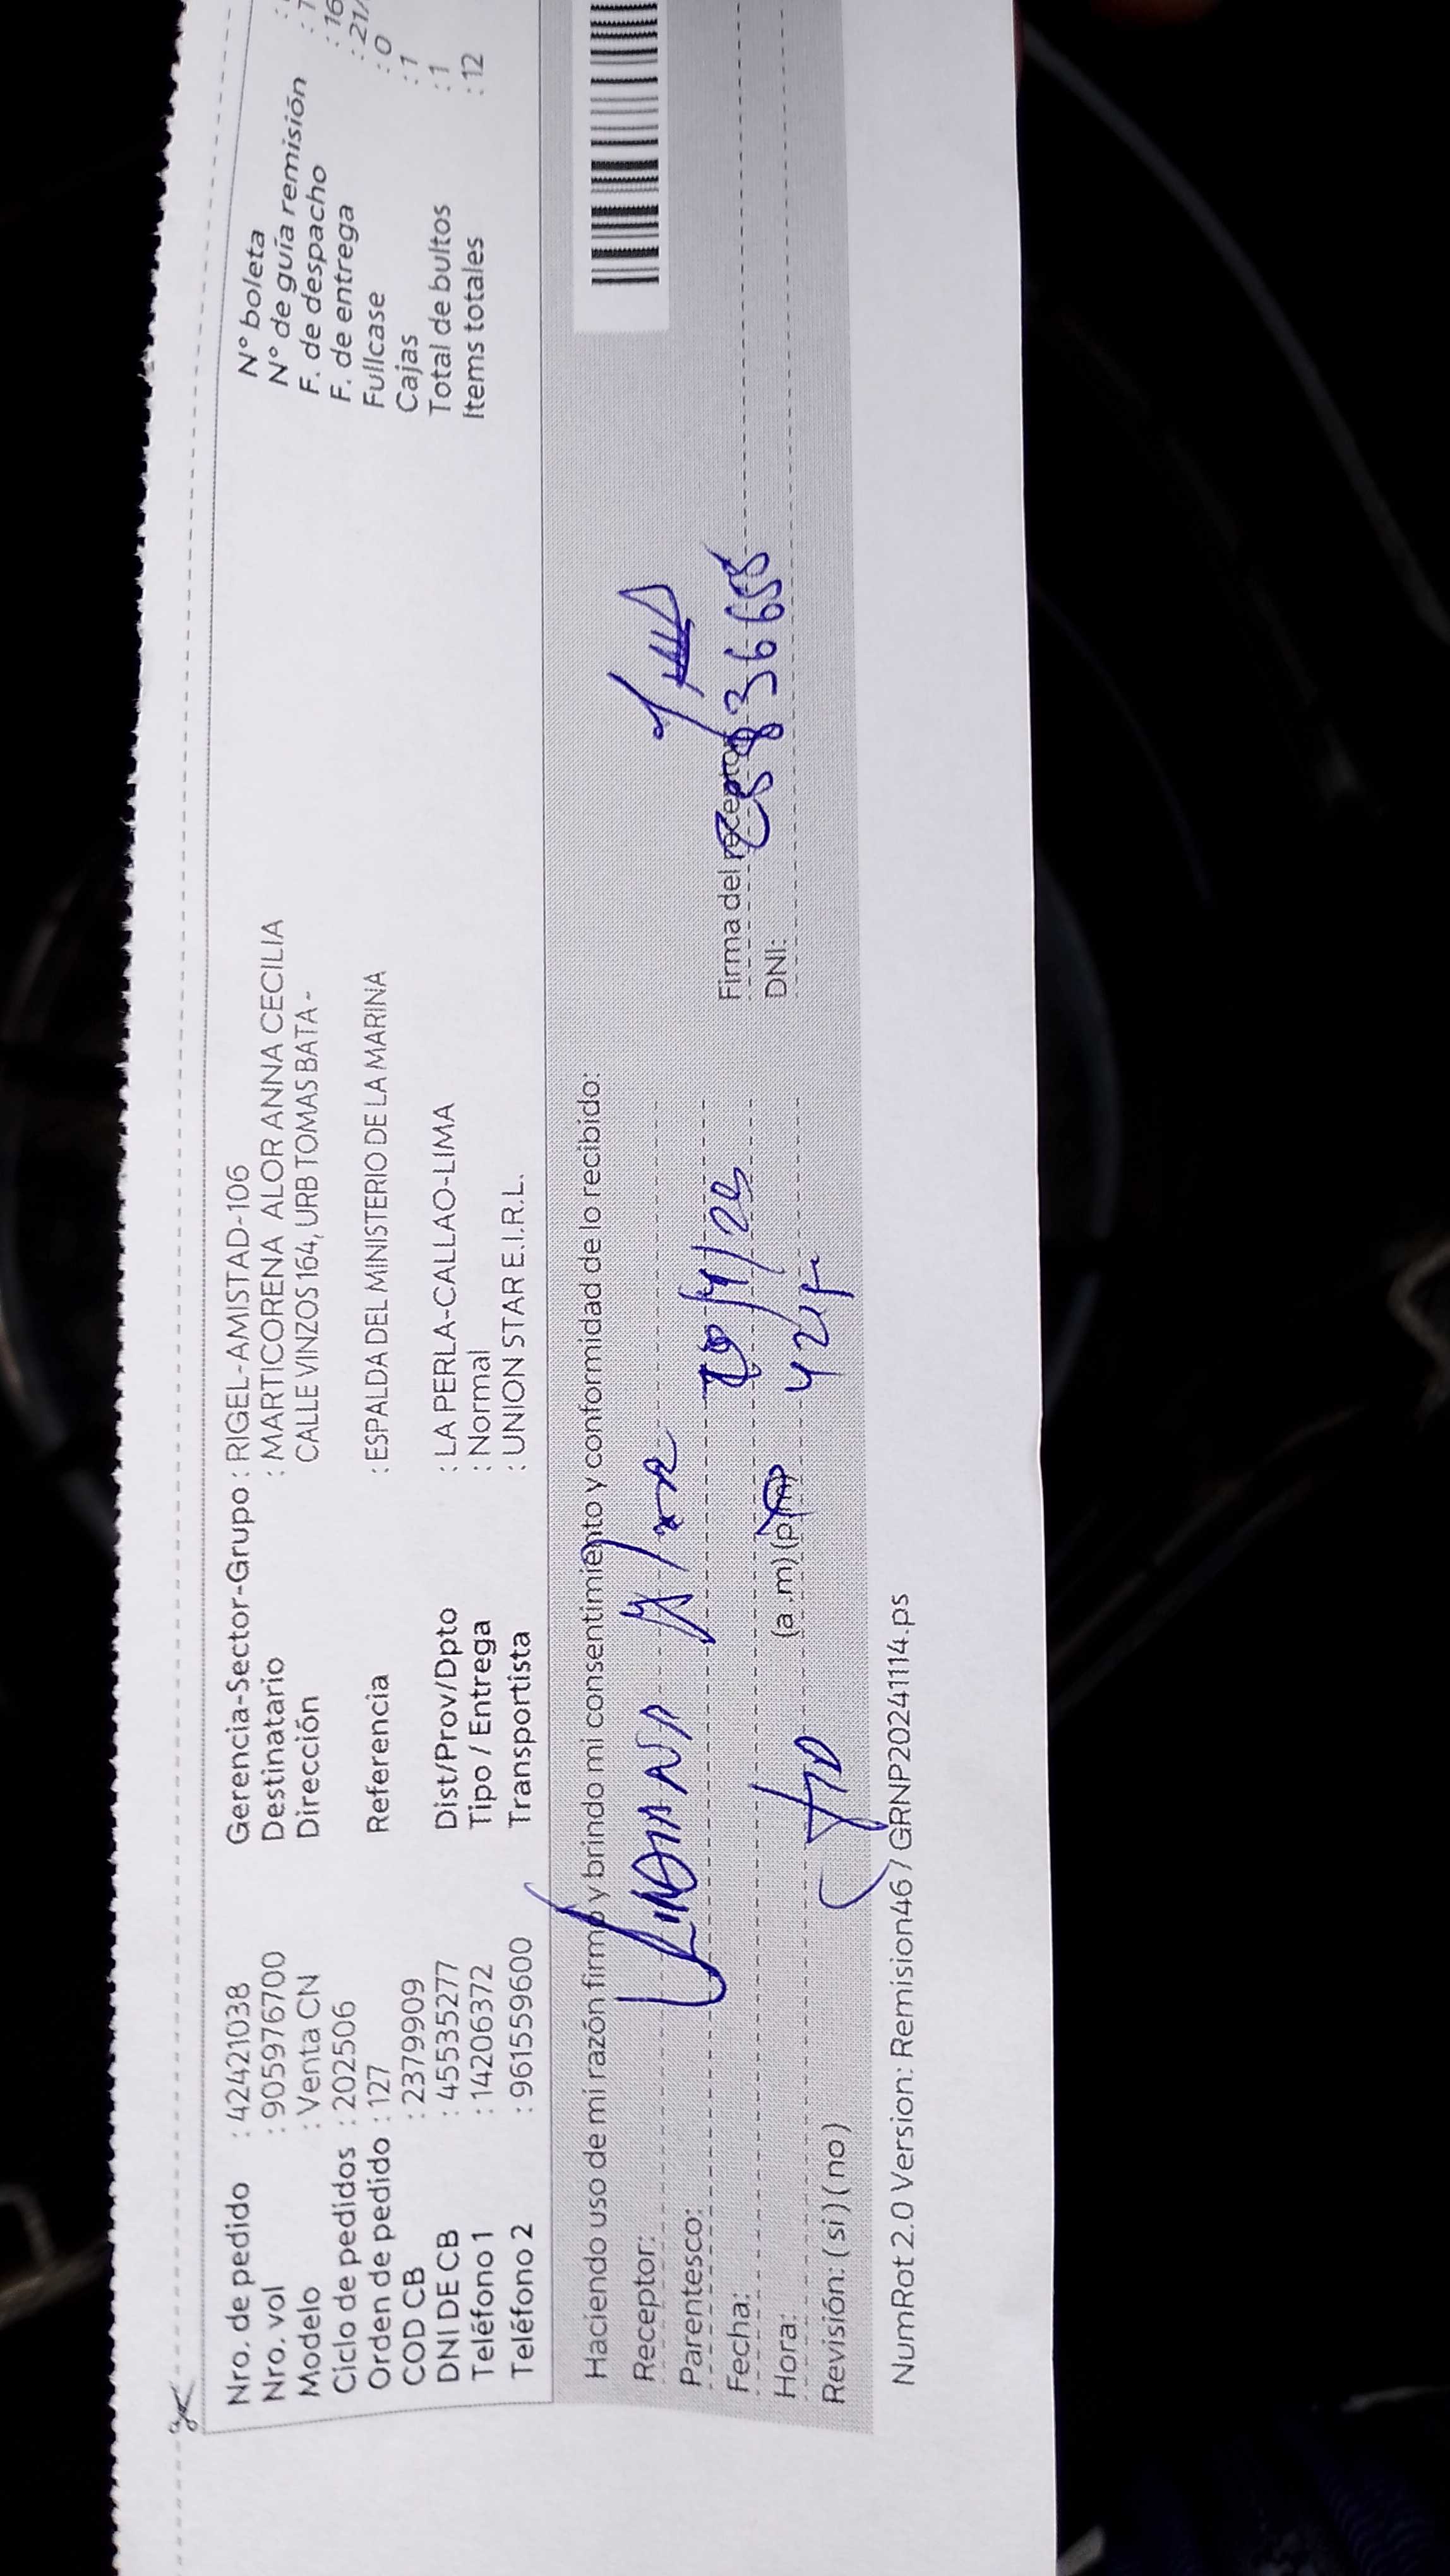 Nro. de pedido : 42421038
Nro. vol : 905976700
Modelo : Venta CN
Ciclo de pedidos : 202506
Orden de pedido : 127
COD CB : 2379909
DNI DE CB : 45535277
Teléfono 1 : 14206372
Teléfono 2 : 961559600
Gerencia-Sector-Grupo : RIGEL-AMISTAD-106
Destinatario : MARTICORENA ALOR ANNA CECILIA
Dirección CALLE VINZOS 164, URB TOMAS BATA -
Referencia : ESPALDA DEL MINISTERIO DE LA MARINA
Dist/Prov/Dpto : LA PERLA-CALLAO-LIMA
Tipo / Entrega : Normal
Transportista : UNION STAR E.I.R.L.
N° boleta :
N° de guía remisión :
F. de despacho : 16
F. de entrega : 21/
Fullcase : 0
Cajas : 1
Total de bultos : 1
Items totales : 12
Haciendo uso de mi razón firmo y brindo mi consentimiento y conformidad de lo recibido:
Receptor:
Parentesco:
Fecha:
Hora: (a .m) (p
Revisión: ( si ) ( no )
Firma del receptor
DNI: 36658
NumRot 2.0 Version: Remision46 / GRNP20241114.ps